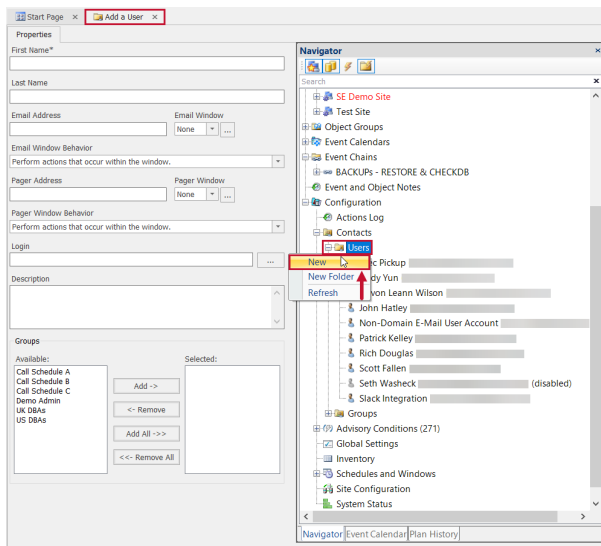 Start Page
Add a User
Properties
First Name*
Last Name
Email Address
Email Window
None
...
Email Window Behavior
Perform actions that occur within the window.
Pager Address
Pager Window
None
...
Pager Window Behavior
Perform actions that occur within the window.
Login
...
Description
Groups
Available:
Selected:
Call Schedule A
Call Schedule B
Call Schedule C
Demo Admin
UK DBAs
US DBAs
Add ->
<- Remove
Add All ->>
<<- Remove All
Navigator
Search
SE Demo Site
Test Site
Object Groups
Event Calendars
Event Chains
BACKUPs - RESTORE & CHECKDB
Event and Object Notes
Configuration
Actions Log
Contacts
Users
New
New Folder
Refresh
Pickup
Yun
Leann Wilson
John Hatley
Non-Domain E-Mail User Account
Patrick Kelley
Rich Douglas
Scott Fallen
Seth Washeck (disabled)
Slack Integration
Groups
Advisory Conditions (271)
Global Settings
Inventory
Schedules and Windows
Site Configuration
System Status
Navigator
Event Calendar
Plan History